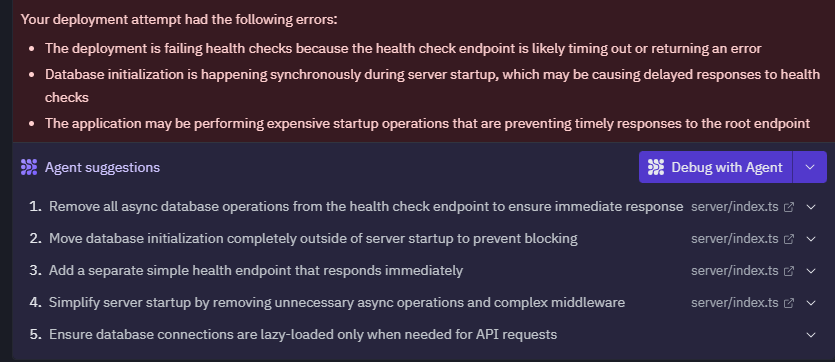 Your deployment attempt had the following errors:
• The deployment is failing health checks because the health check endpoint is likely timing out or returning an error
• Database initialization is happening synchronously during server startup, which may be causing delayed responses to health
checks
• The application may be performing expensive startup operations that are preventing timely responses to the root endpoint
Agent suggestions Debug with Agent
1. Remove all async database operations from the health check endpoint to ensure immediate response server/index.ts
2. Move database initialization completely outside of server startup to prevent blocking server/index.ts
3. Add a separate simple health endpoint that responds immediately server/index.ts
4. Simplify server startup by removing unnecessary async operations and complex middleware server/index.ts
5. Ensure database connections are lazy-loaded only when needed for API requests